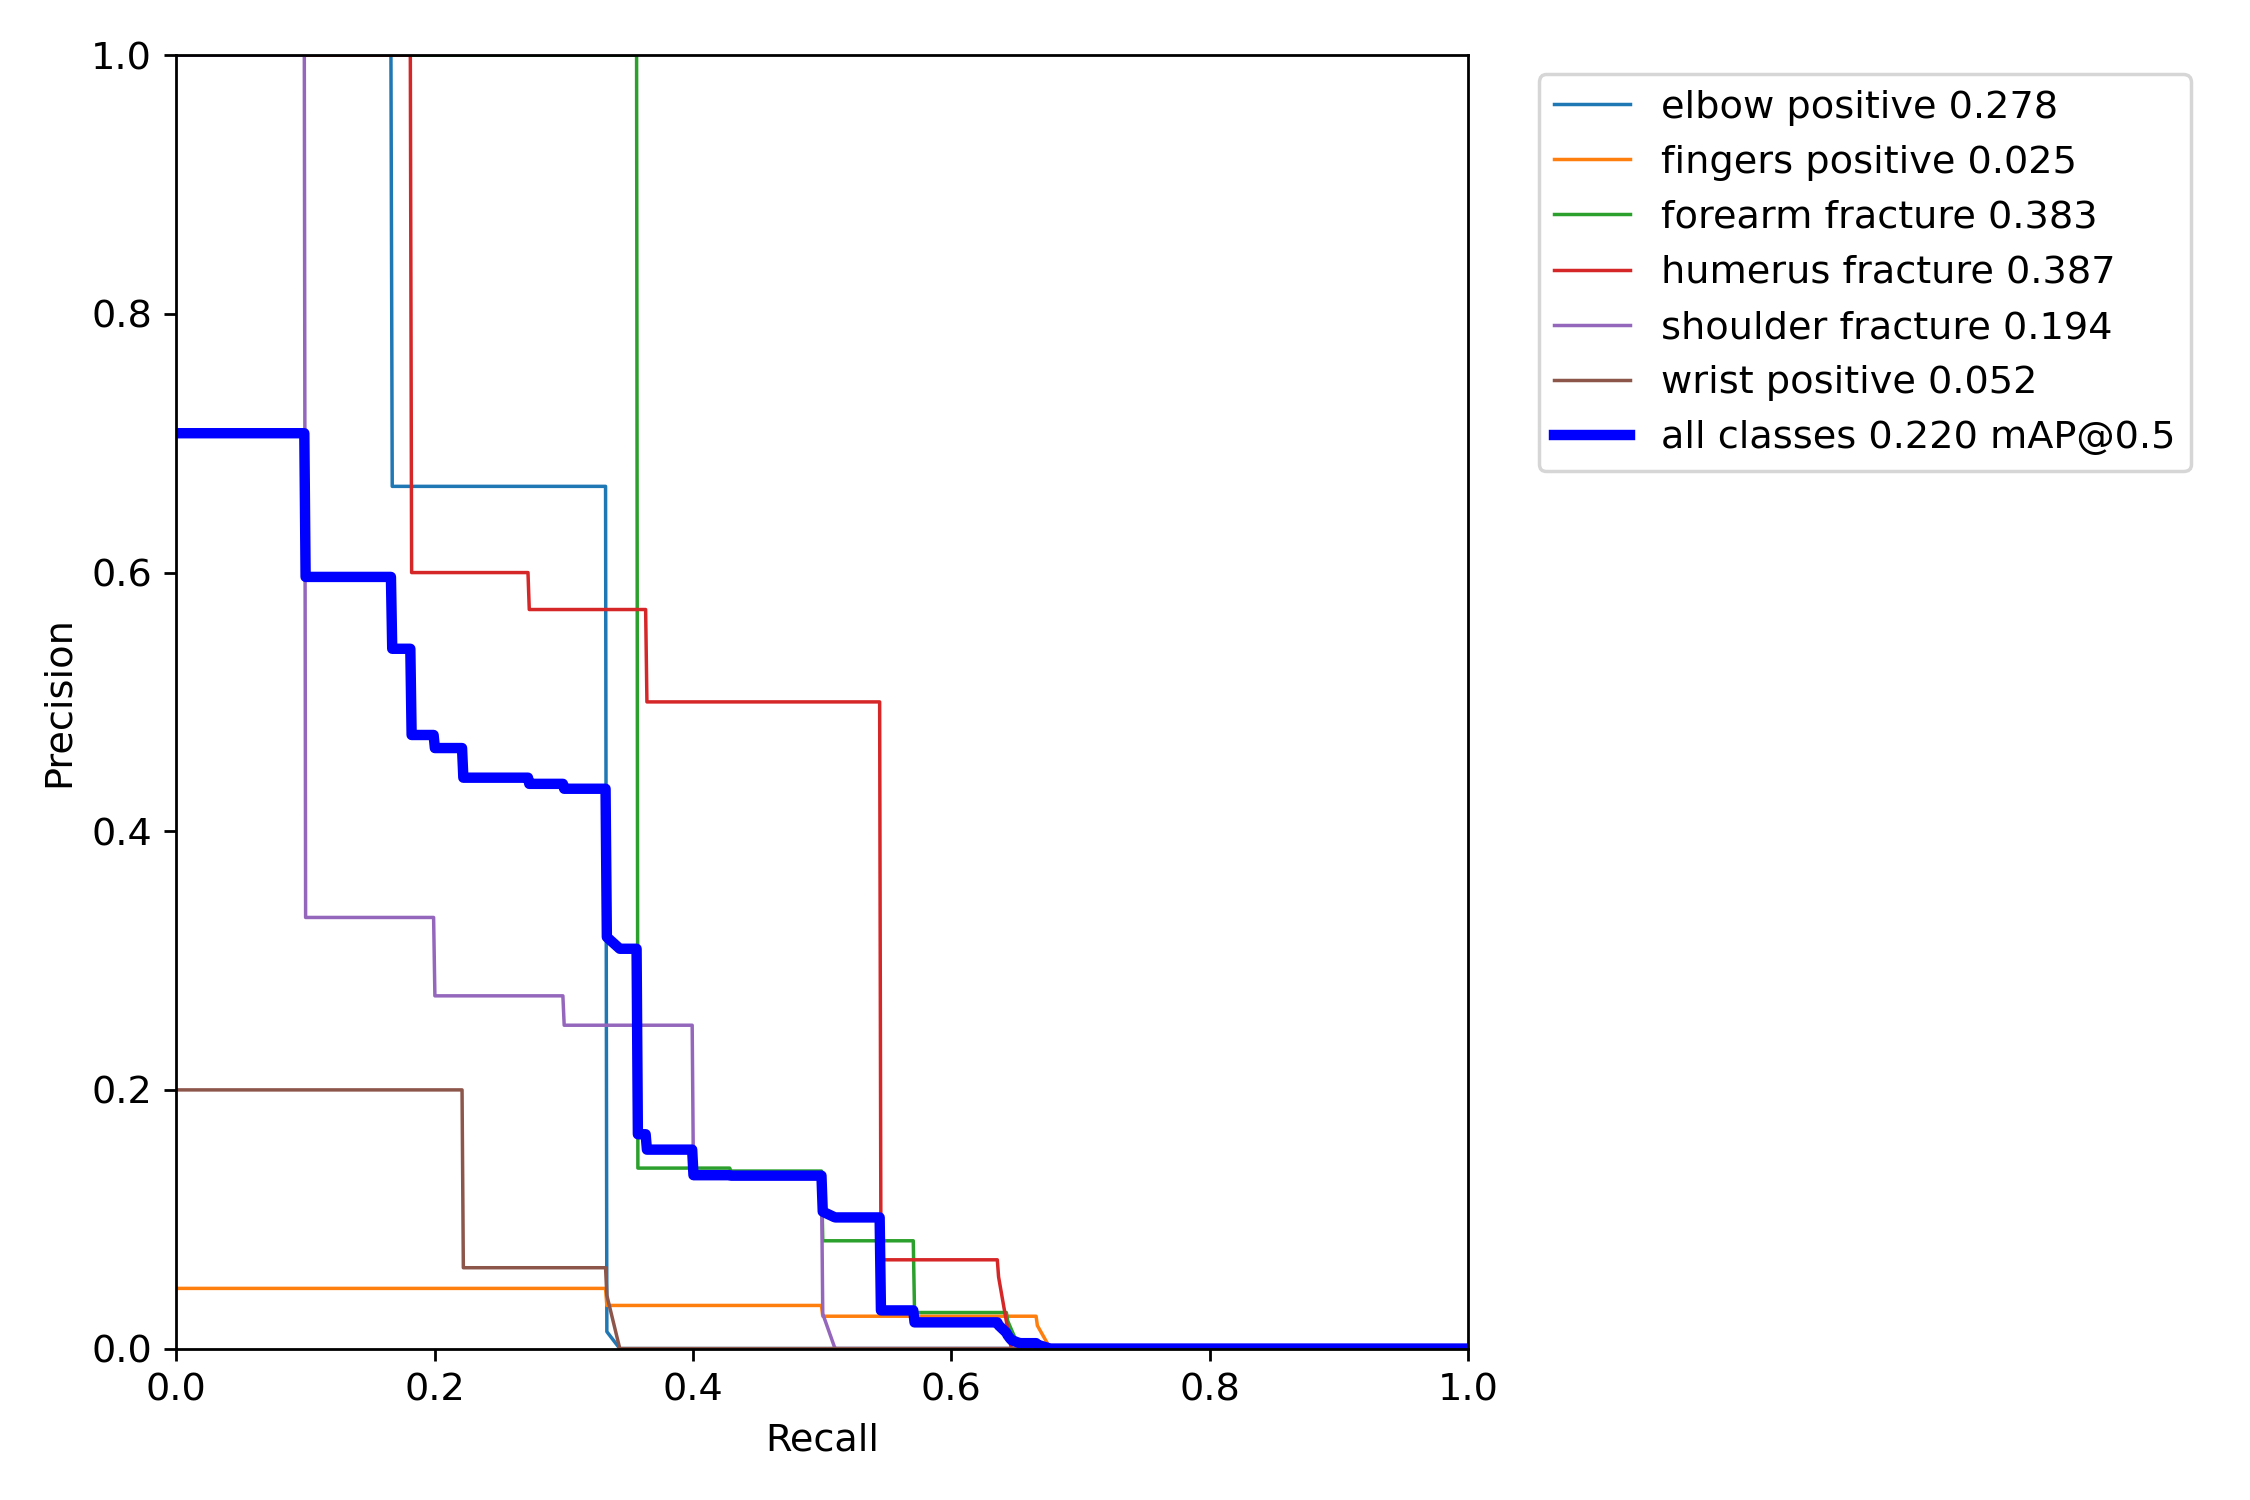 1.0
0.8
0.6
0.4
0.2
0.0
Precision
0.0 0.2 0.4 0.6 0.8 1.0
Recall
elbow positive 0.278
fingers positive 0.025
forearm fracture 0.383
humerus fracture 0.387
shoulder fracture 0.194
wrist positive 0.052
all classes 0.220 mAP@0.5